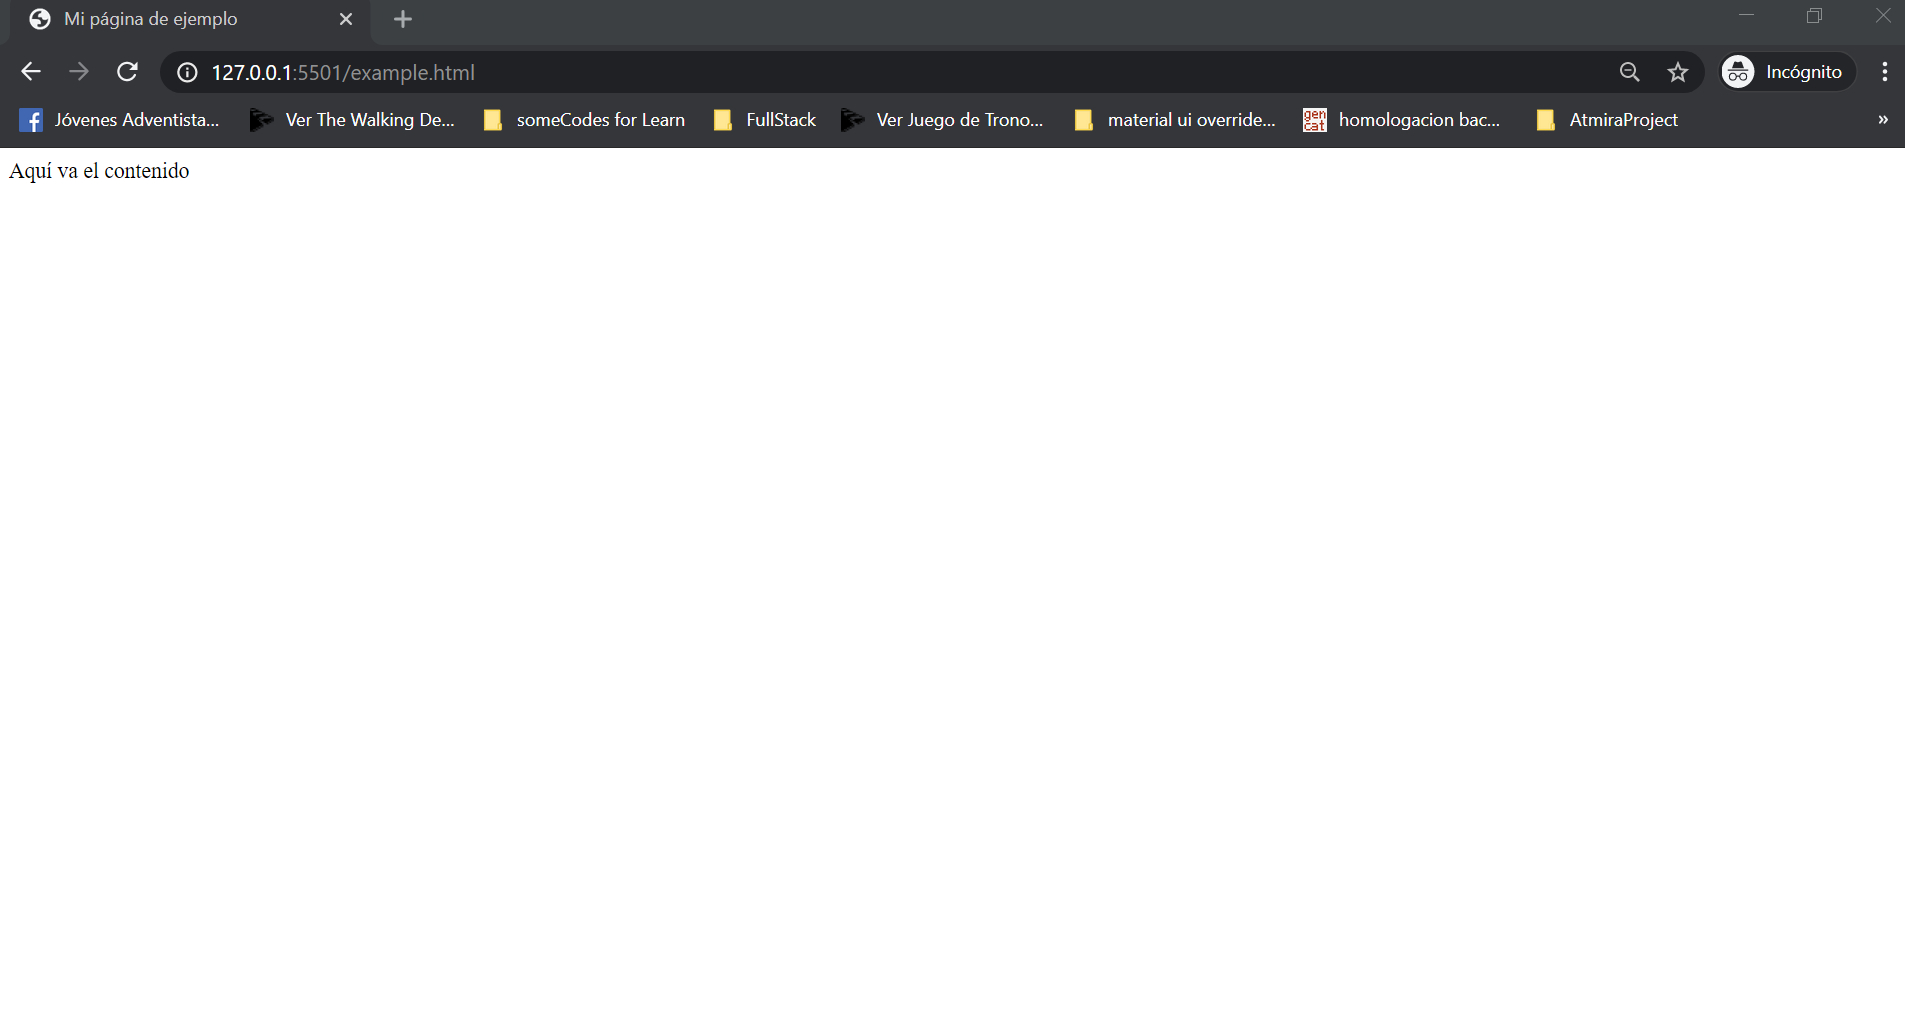 Mi página de ejemplo
127.0.0.1:5501/example.html
Incógnito
Jóvenes Adventista... Ver The Walking De... someCodes for Learn FullStack Ver Juego de Trono... material ui override... gen cat homologacion bac... AtmiraProject »
Aquí va el contenido